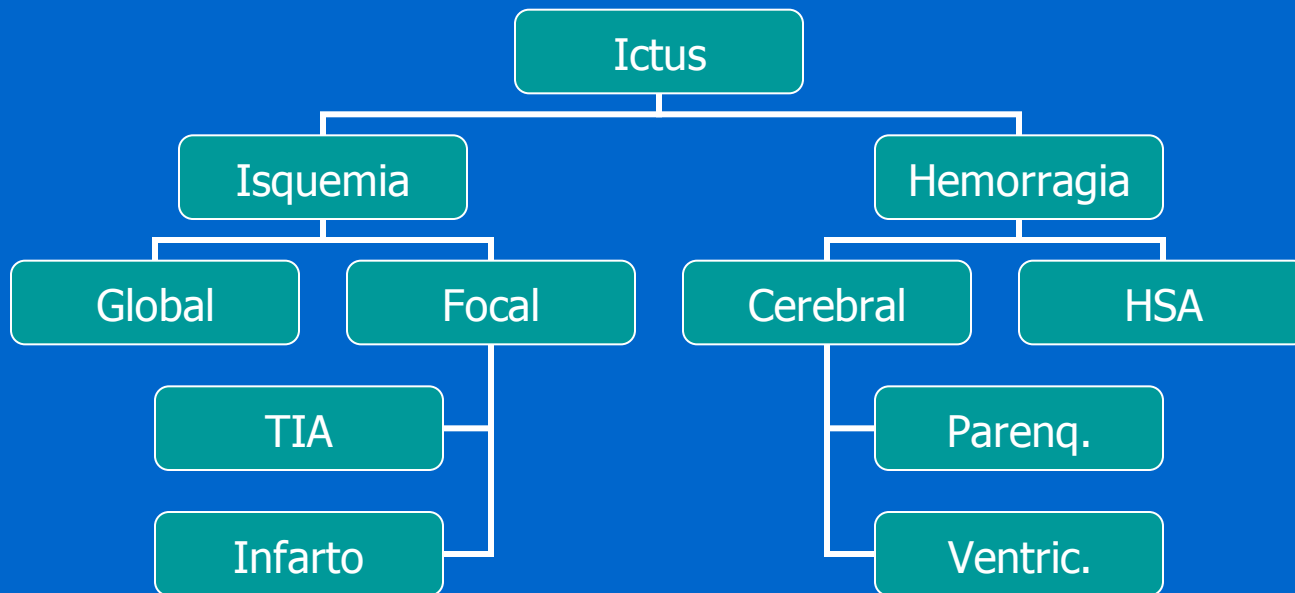 Ictus
Isquemia
Hemorragia
Global
Focal
Cerebral
HSA
TIA
Parenq.
Infarto
Ventric.